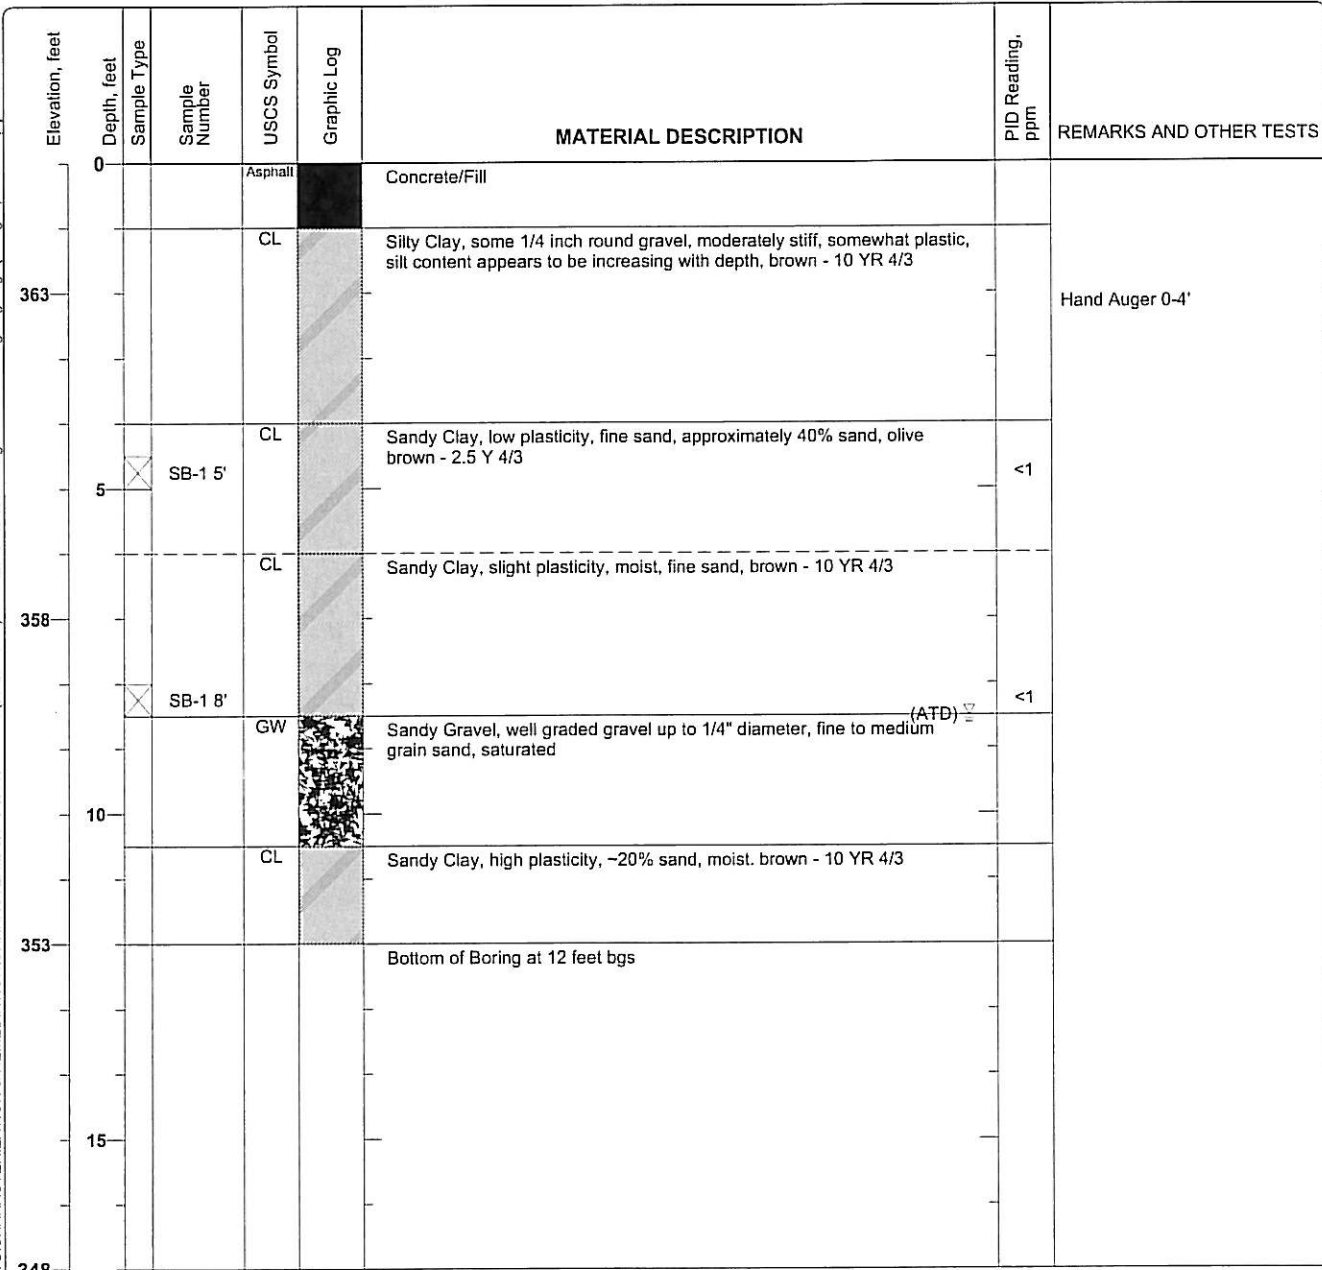 Elevation, feet
Depth, feet
Sample Type
Sample
Number
USCS Symbol
Graphic Log
MATERIAL DESCRIPTION
PID Reading,
ppm
REMARKS AND OTHER TESTS
0
Asphalt
Concrete/Fill
CL
Silty Clay, some 1/4 inch round gravel, moderately stiff, somewhat plastic,
silt content appears to be increasing with depth, brown - 10 YR 4/3
363
Hand Auger 0-4'
CL
Sandy Clay, low plasticity, fine sand, approximately 40% sand, olive
brown - 2.5 Y 4/3
SB-1 5'
<1
5
CL
Sandy Clay, slight plasticity, moist, fine sand, brown - 10 YR 4/3
358
SB-1 8'
<1
(ATD)
GW
Sandy Gravel, well graded gravel up to 1/4" diameter, fine to medium
grain sand, saturated
10
CL
Sandy Clay, high plasticity, ~20% sand, moist. brown - 10 YR 4/3
353
Bottom of Boring at 12 feet bgs
15
348